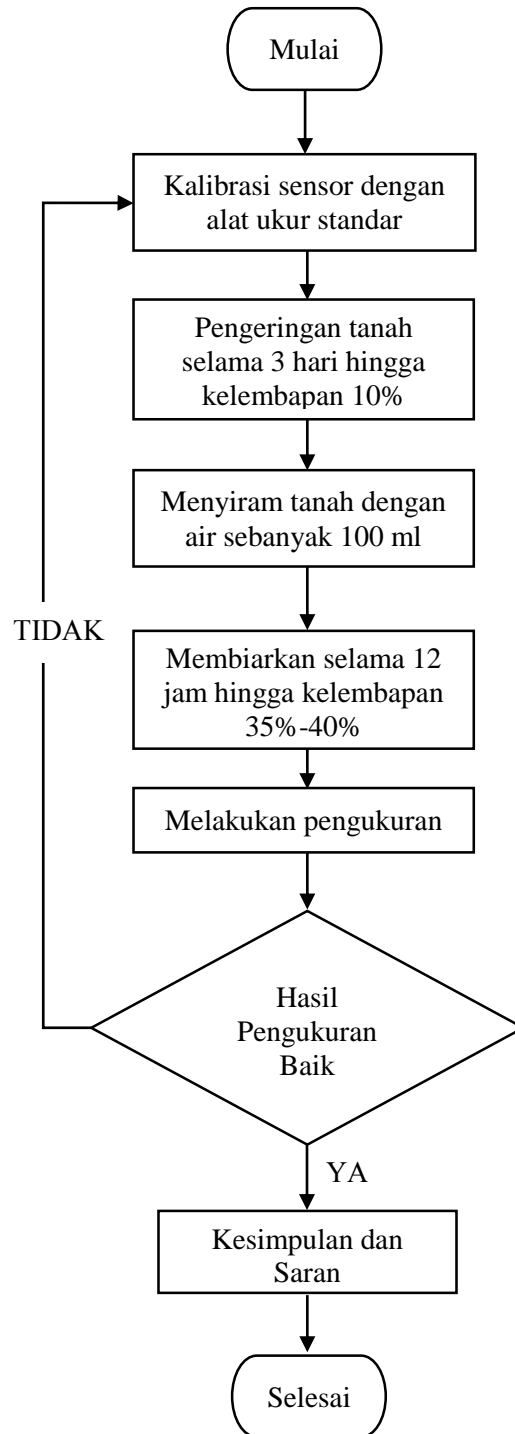 Mulai
Kalibrasi sensor dengan
alat ukur standar
Pengeringan tanah
selama 3 hari hingga
kelembapan 10%
Menyiram tanah dengan
air sebanyak 100 ml
TIDAK
Membiarkan selama 12
jam hingga kelembapan
35%-40%
Melakukan pengukuran
Hasil
Pengukuran
Baik
YA
Kesimpulan dan
Saran
Selesai